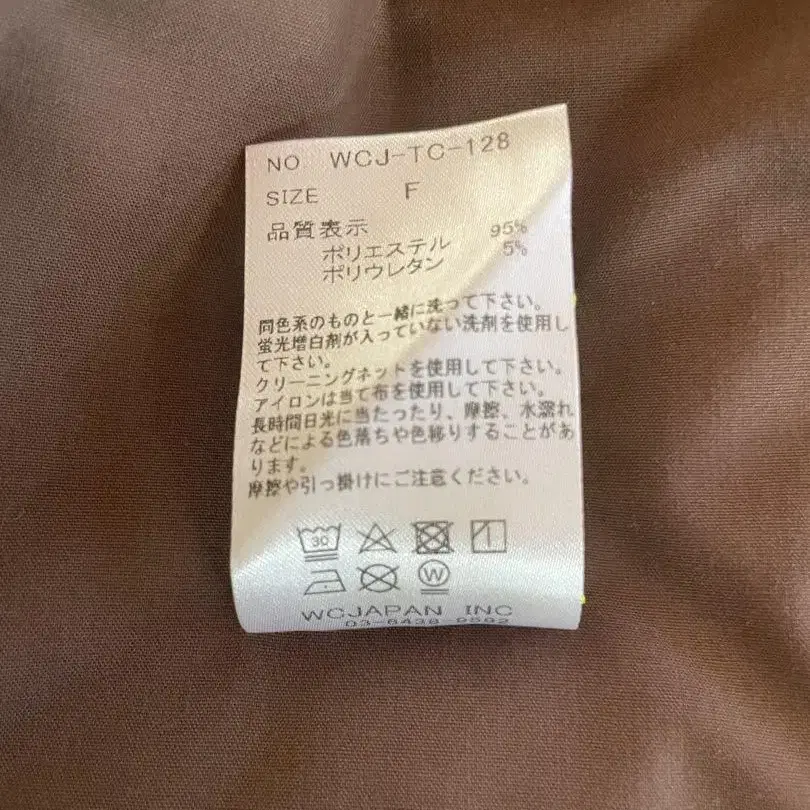 NO WCJ-TC-128
SIZE F
品質表示
ポリエステル 95%
ポリウレタン 5%
同色系のものと一緒に洗って下さい。
蛍光増白剤が入っていない洗剤を使用し
て下さい。
クリーニングネットを使用して下さい。
アイロンは当て布を使用して下さい。
長時間日光に当たったり、摩擦、水濡れ
などによる色落ちや色移りすることがあ
ります。
摩擦や引っ掛けにご注意ください。
30
W
WCJAPAN INC
03-6438-9582